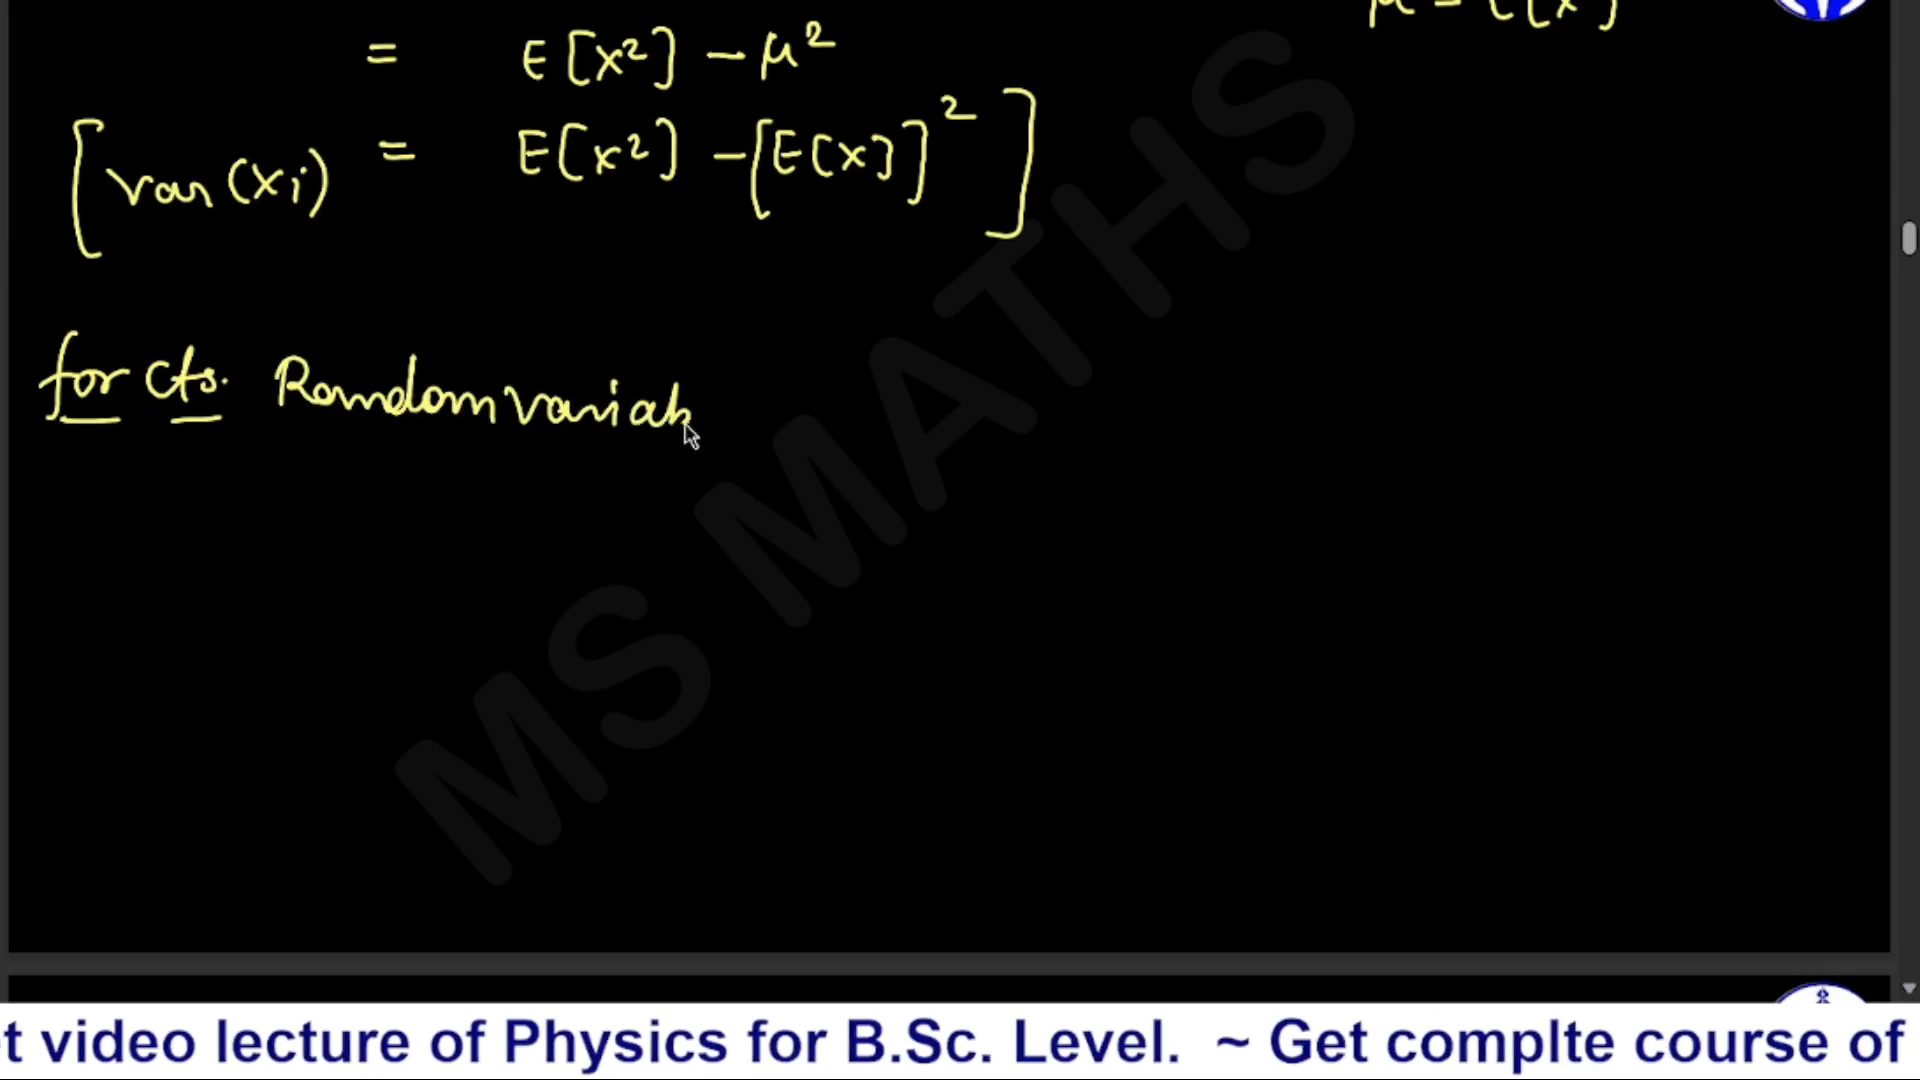 μ = E[x]
= E[x²] - μ²
[var(xi) = E[x²] - [E[x]]²]
for cts. Random variab
MS MATHS
t video lecture of Physics for B.Sc. Level. ~ Get complte course of